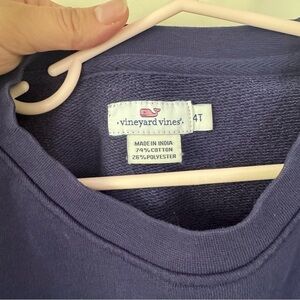 vineyard vines®
4T
MADE IN INDIA
74% COTTON
26% POLYESTER